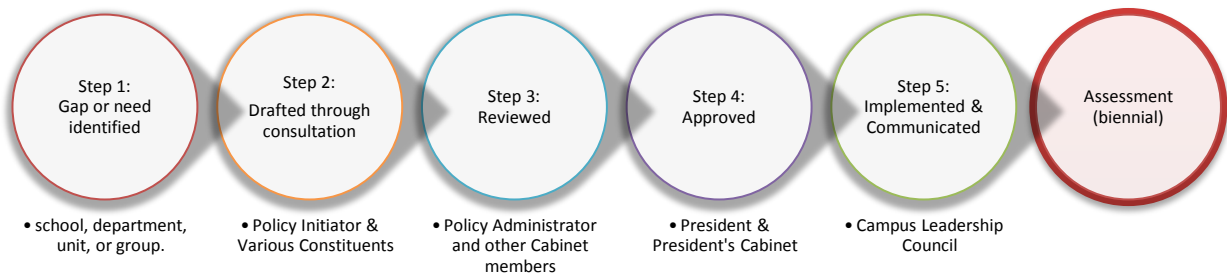 Step 1:
Gap or need
identified
Step 2:
Drafted through
consultation
Step 3:
Reviewed
Step 4:
Approved
Step 5:
Implemented &
Communicated
Assessment
(biennial)
• school, department,
unit, or group.
• Policy Initiator &
Various Constituents
• Policy Administrator
and other Cabinet
members
• President &
President's Cabinet
• Campus Leadership
Council